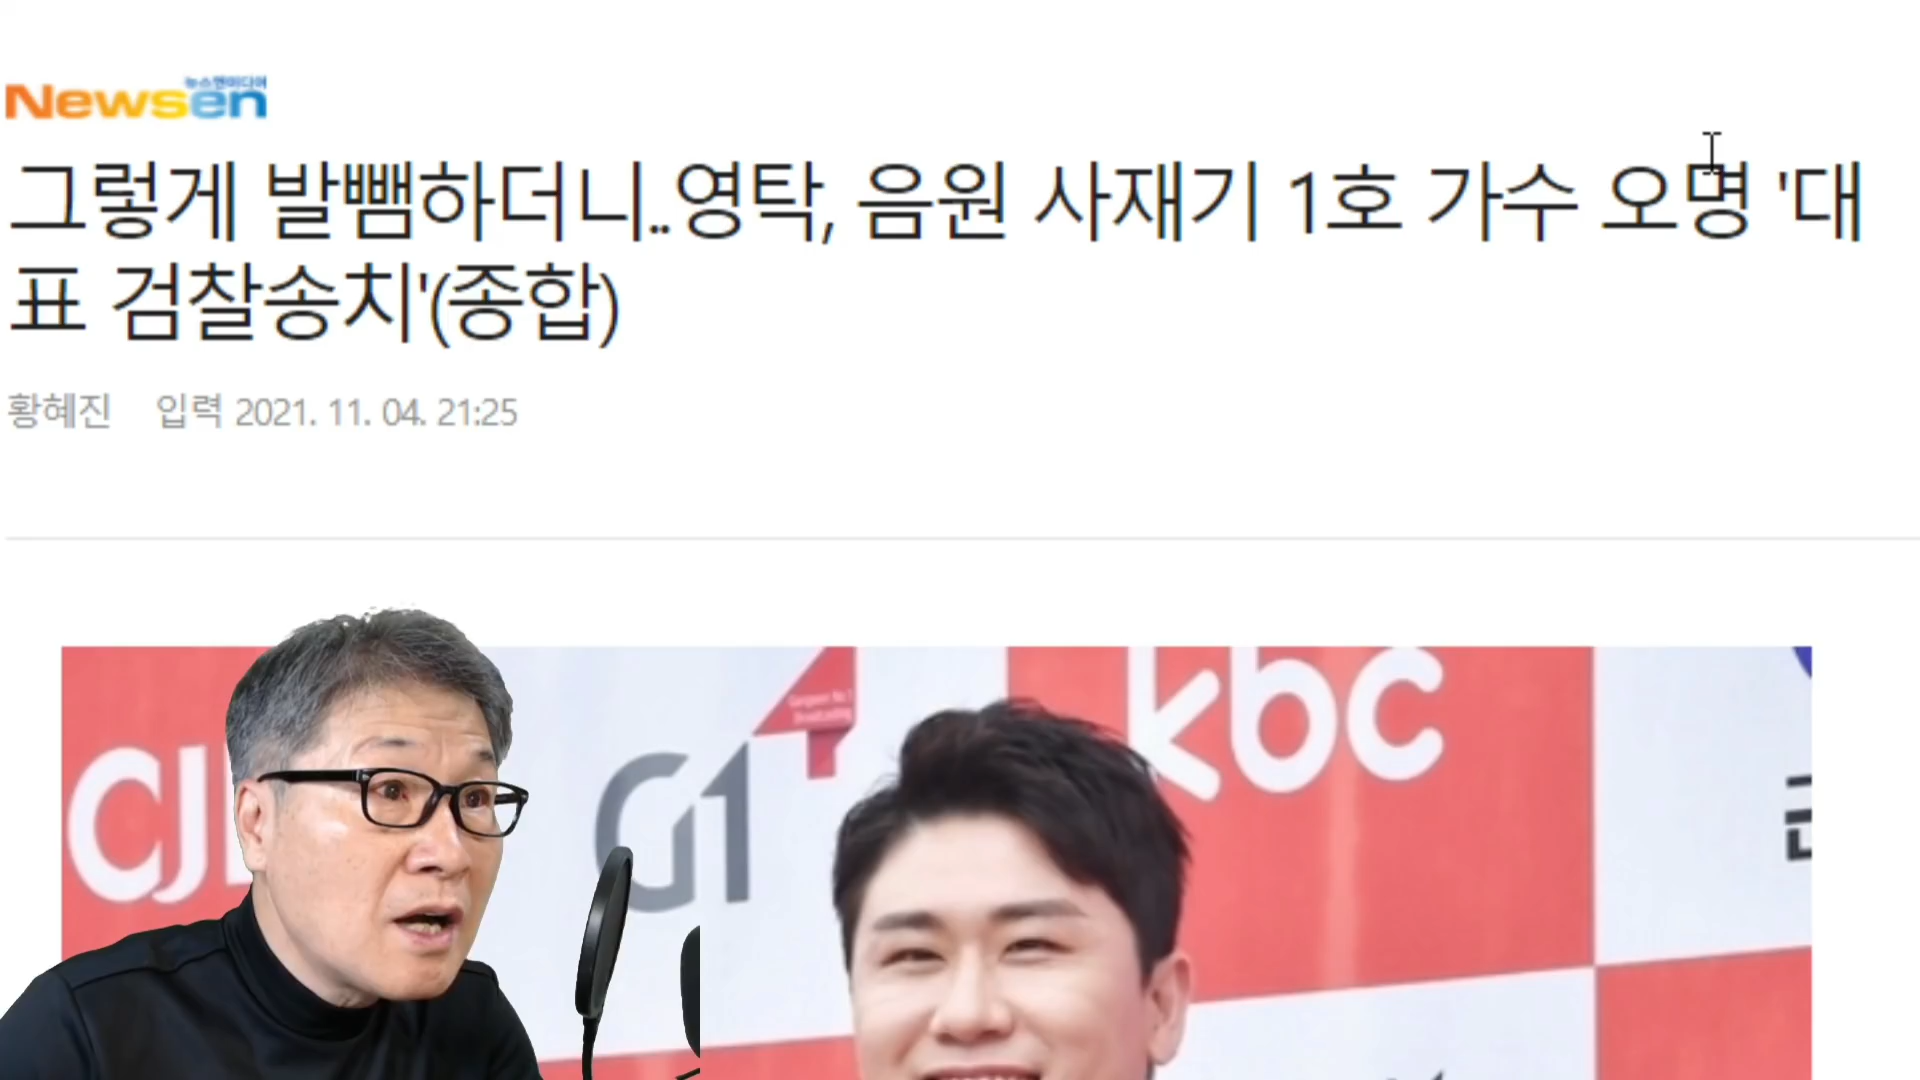 뉴스엔미디어
Newsen
그렇게 발뺌하더니..영탁, 음원 사재기 1호 가수 오명 '대
표 검찰송치'(종합)
황혜진 입력 2021. 11. 04. 21:25
CJ
G1
kbc